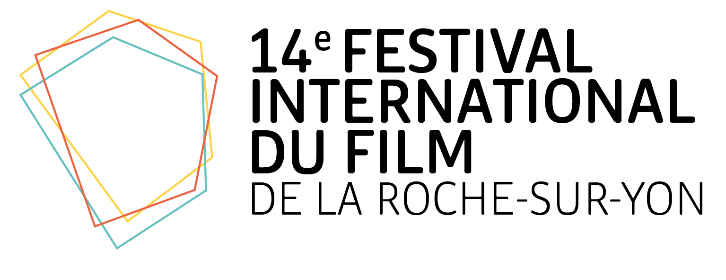 14e FESTIVAL
INTERNATIONAL
DU FILM
DE LA ROCHE-SUR-YON